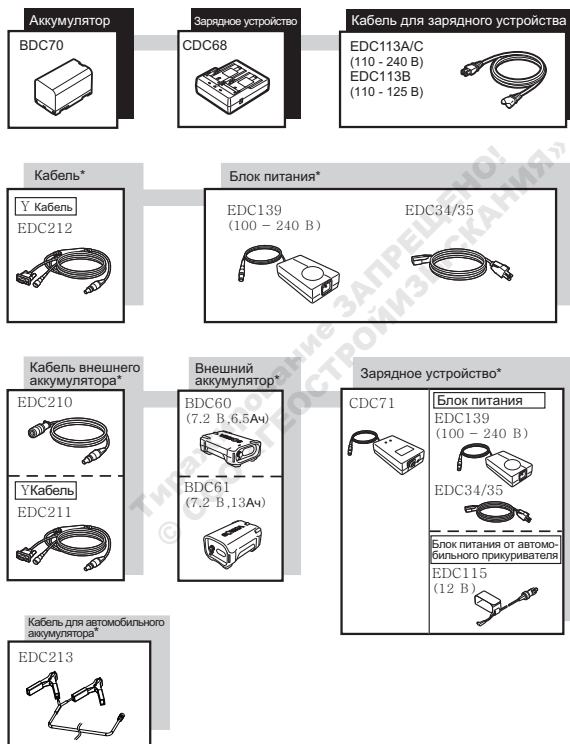 Аккумулятор
BDC70
Зарядное устройство
CDC68
Кабель для зарядного устройства
EDC113A/C
(110 - 240 В)
EDC113B
(110 - 125 В)
Кабель*
Y Кабель
EDC212
Блок питания*
EDC139
(100 - 240 В)
EDC34/35
Кабель внешнего
аккумулятора*
EDC210
YКабель
EDC211
Внешний
аккумулятор*
BDC60
(7.2 В,6.5Ач)
BDC61
(7.2 В,13Ач)
Зарядное устройство*
CDC71
Блок питания
EDC139
(100 - 240 В)
EDC34/35
Блок питания от автомо-
бильного прикуривателя
EDC115
(12 В)
Кабель для автомобильного
аккумулятора*
EDC213
Тиражирование ЗАПРЕЩЕНО!
© ООО «ГЕОСТРОЙИЗЫСКАНИЯ»